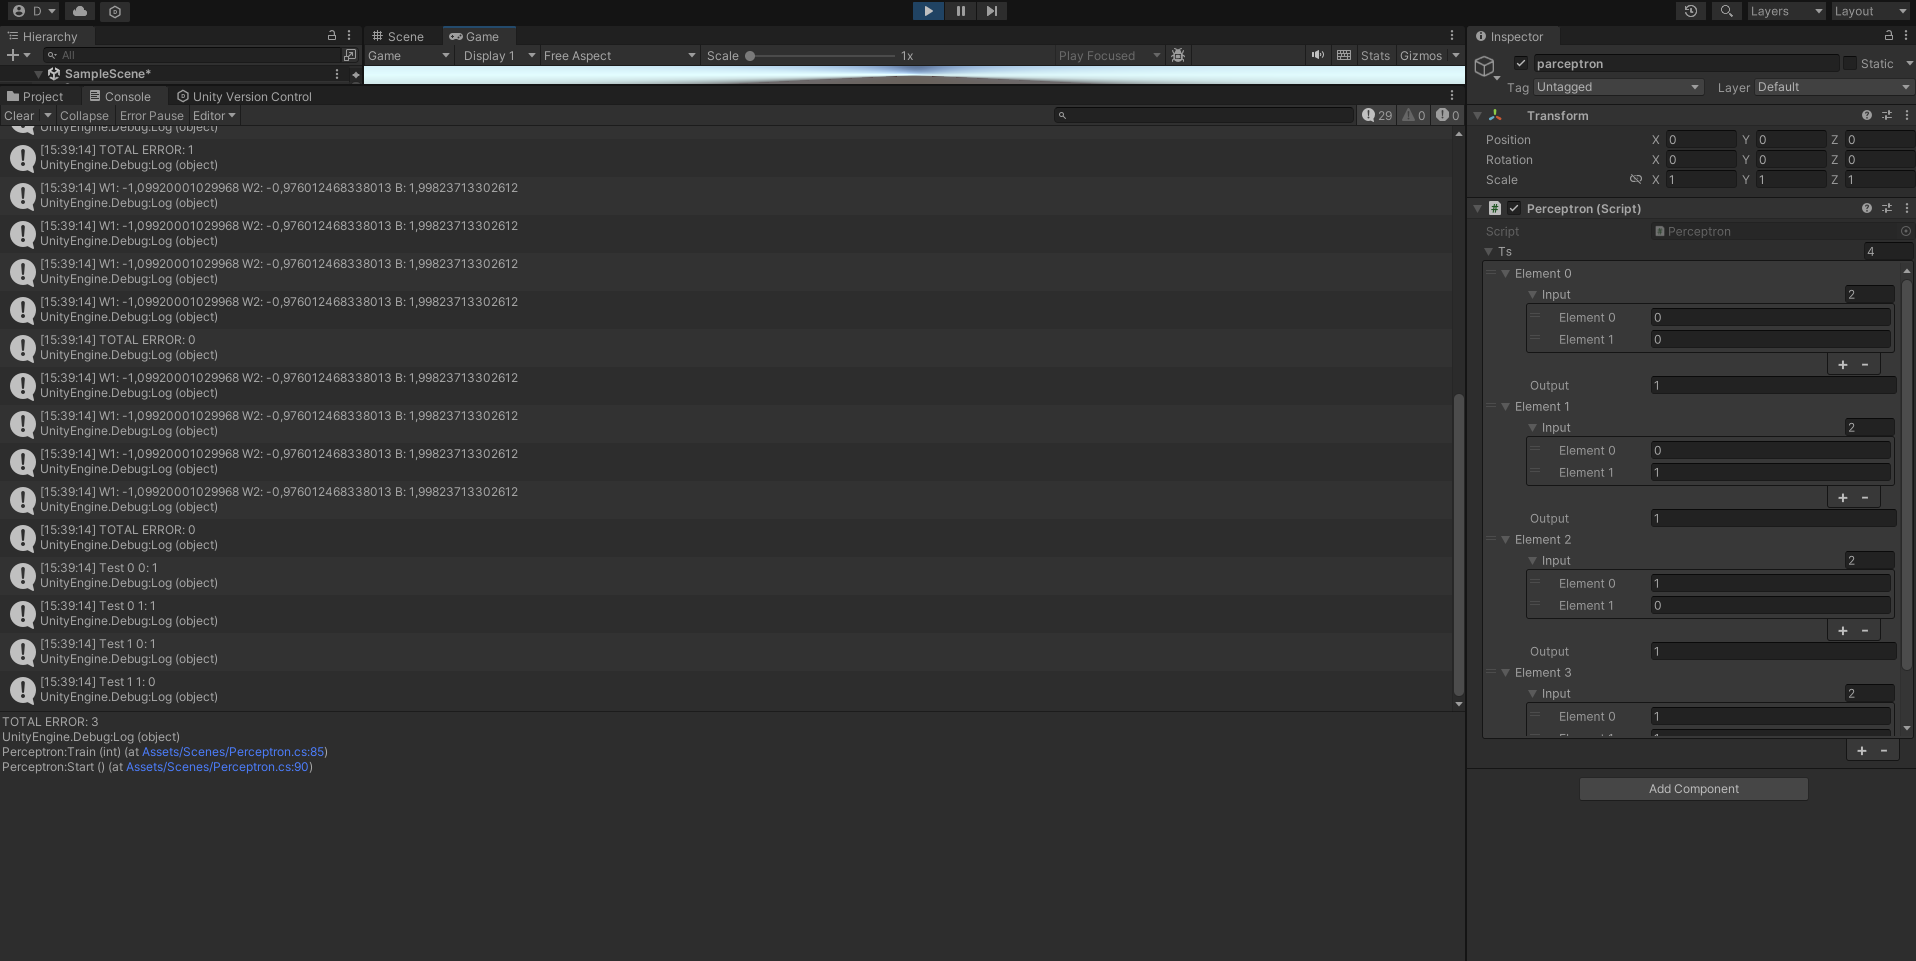 D
Layers
Layout
Hierarchy
All
SampleScene*
Scene
Game
Game
Display 1
Free Aspect
Scale
1x
Play Focused
Stats
Gizmos
Project
Console
Unity Version Control
Clear
Collapse
Error Pause
Editor
29
0
0
UnityEngine.Debug:Log (object)
[15:39:14] TOTAL ERROR: 1
UnityEngine.Debug:Log (object)
[15:39:14] W1: -1,09920001029968 W2: -0,976012468338013 B: 1,99823713302612
UnityEngine.Debug:Log (object)
[15:39:14] W1: -1,09920001029968 W2: -0,976012468338013 B: 1,99823713302612
UnityEngine.Debug:Log (object)
[15:39:14] W1: -1,09920001029968 W2: -0,976012468338013 B: 1,99823713302612
UnityEngine.Debug:Log (object)
[15:39:14] W1: -1,09920001029968 W2: -0,976012468338013 B: 1,99823713302612
UnityEngine.Debug:Log (object)
[15:39:14] TOTAL ERROR: 0
UnityEngine.Debug:Log (object)
[15:39:14] W1: -1,09920001029968 W2: -0,976012468338013 B: 1,99823713302612
UnityEngine.Debug:Log (object)
[15:39:14] W1: -1,09920001029968 W2: -0,976012468338013 B: 1,99823713302612
UnityEngine.Debug:Log (object)
[15:39:14] W1: -1,09920001029968 W2: -0,976012468338013 B: 1,99823713302612
UnityEngine.Debug:Log (object)
[15:39:14] W1: -1,09920001029968 W2: -0,976012468338013 B: 1,99823713302612
UnityEngine.Debug:Log (object)
[15:39:14] TOTAL ERROR: 0
UnityEngine.Debug:Log (object)
[15:39:14] Test 0 0: 1
UnityEngine.Debug:Log (object)
[15:39:14] Test 0 1: 1
UnityEngine.Debug:Log (object)
[15:39:14] Test 1 0: 1
UnityEngine.Debug:Log (object)
[15:39:14] Test 1 1: 0
UnityEngine.Debug:Log (object)
TOTAL ERROR: 3
UnityEngine.Debug:Log (object)
Perceptron:Train (int) (at Assets/Scenes/Perceptron.cs:85)
Perceptron:Start () (at Assets/Scenes/Perceptron.cs:90)
Inspector
parceptron
Static
Tag Untagged Layer Default
Transform
Position X 0 Y 0 Z 0
Rotation X 0 Y 0 Z 0
Scale X 1 Y 1 Z 1
# Perceptron (Script)
Script Perceptron
Ts 4
Element 0
Input 2
Element 0 0
Element 1 0
+ -
Output 1
Element 1
Input 2
Element 0 0
Element 1 1
+ -
Output 1
Element 2
Input 2
Element 0 1
Element 1 0
+ -
Output 1
Element 3
Input 2
Element 0 1
+ -
Add Component